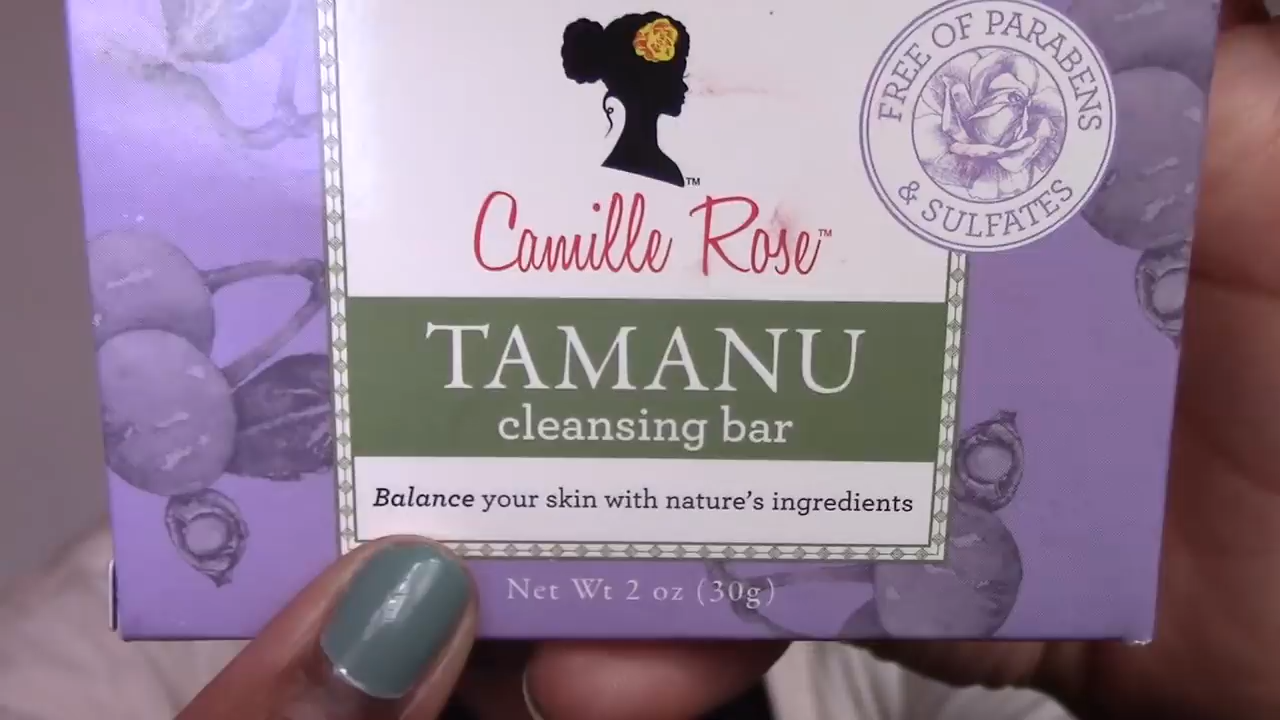 FREE OF PARABENS
& SULFATES
TM
Camille Rose™
TAMANU
cleansing bar
Balance your skin with nature's ingredients
Net Wt 2 oz (30g)